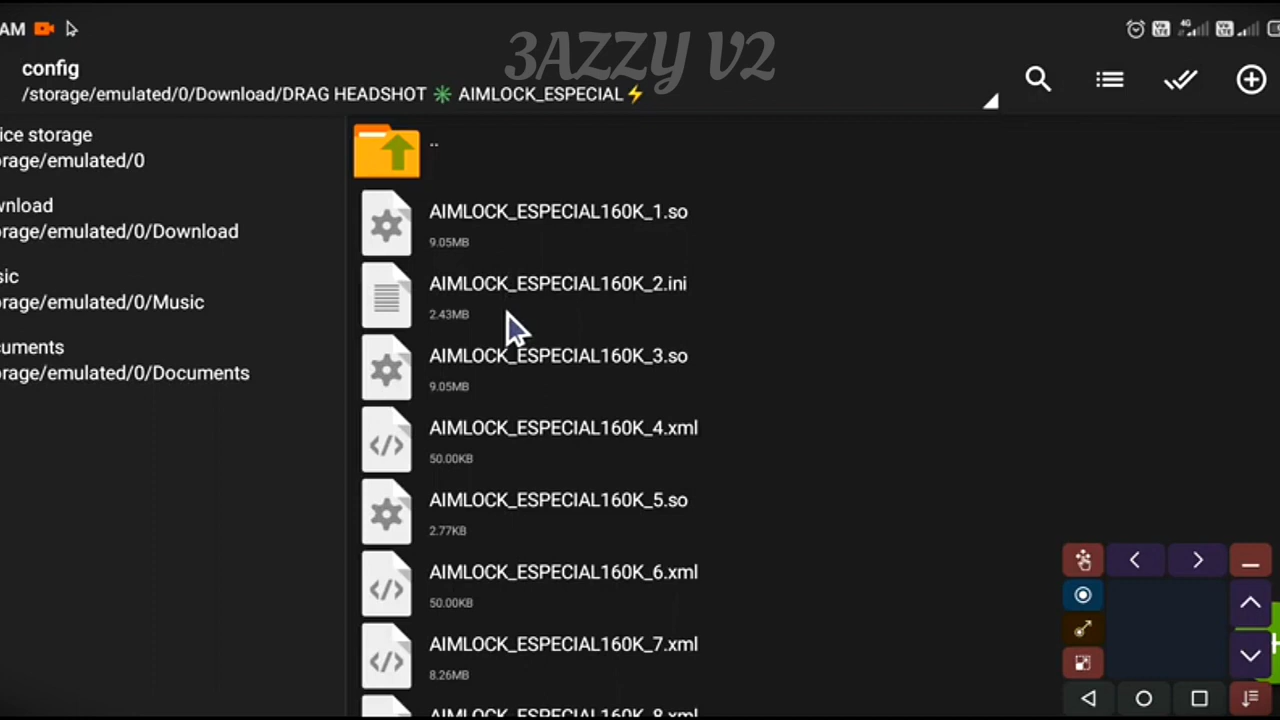 AM
3AZZY V2
config
/storage/emulated/0/Download/DRAG HEADSHOT ✳️ AIMLOCK_ESPECIAL⚡
ice storage
orage/emulated/0
wnload
orage/emulated/0/Download
sic
orage/emulated/0/Music
cuments
orage/emulated/0/Documents
..
AIMLOCK_ESPECIAL160K_1.so
9.05MB
AIMLOCK_ESPECIAL160K_2.ini
2.43MB
AIMLOCK_ESPECIAL160K_3.so
9.05MB
AIMLOCK_ESPECIAL160K_4.xml
50.00KB
AIMLOCK_ESPECIAL160K_5.so
2.77KB
AIMLOCK_ESPECIAL160K_6.xml
50.00KB
AIMLOCK_ESPECIAL160K_7.xml
8.26MB
AIMLOCK_ESPECIAL160K_8.xml